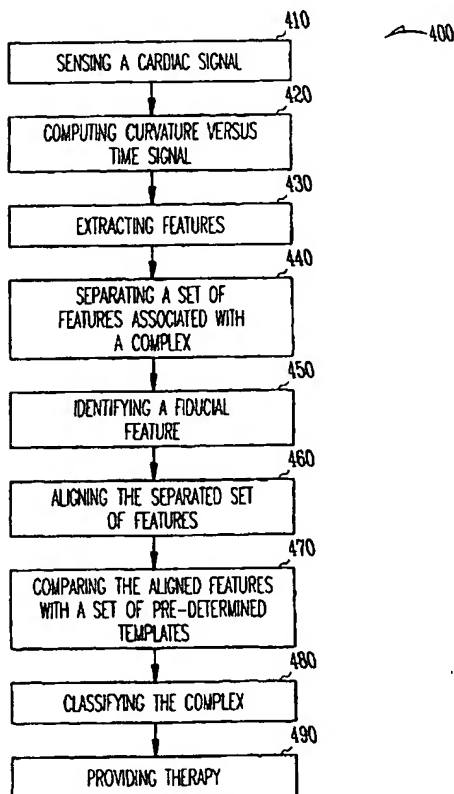 410
400
SENSING A CARDIAC SIGNAL
420
COMPUTING CURVATURE VERSUS
TIME SIGNAL
430
EXTRACTING FEATURES
440
SEPARATING A SET OF
FEATURES ASSOCIATED WITH
A COMPLEX
450
IDENTIFYING A FIDUCIAL
FEATURE
460
ALIGNING THE SEPARATED SET
OF FEATURES
470
COMPARING THE ALIGNED FEATURES
WITH A SET OF PRE-DETERMINED
TEMPLATES
480
CLASSIFYING THE COMPLEX
490
PROVIDING THERAPY